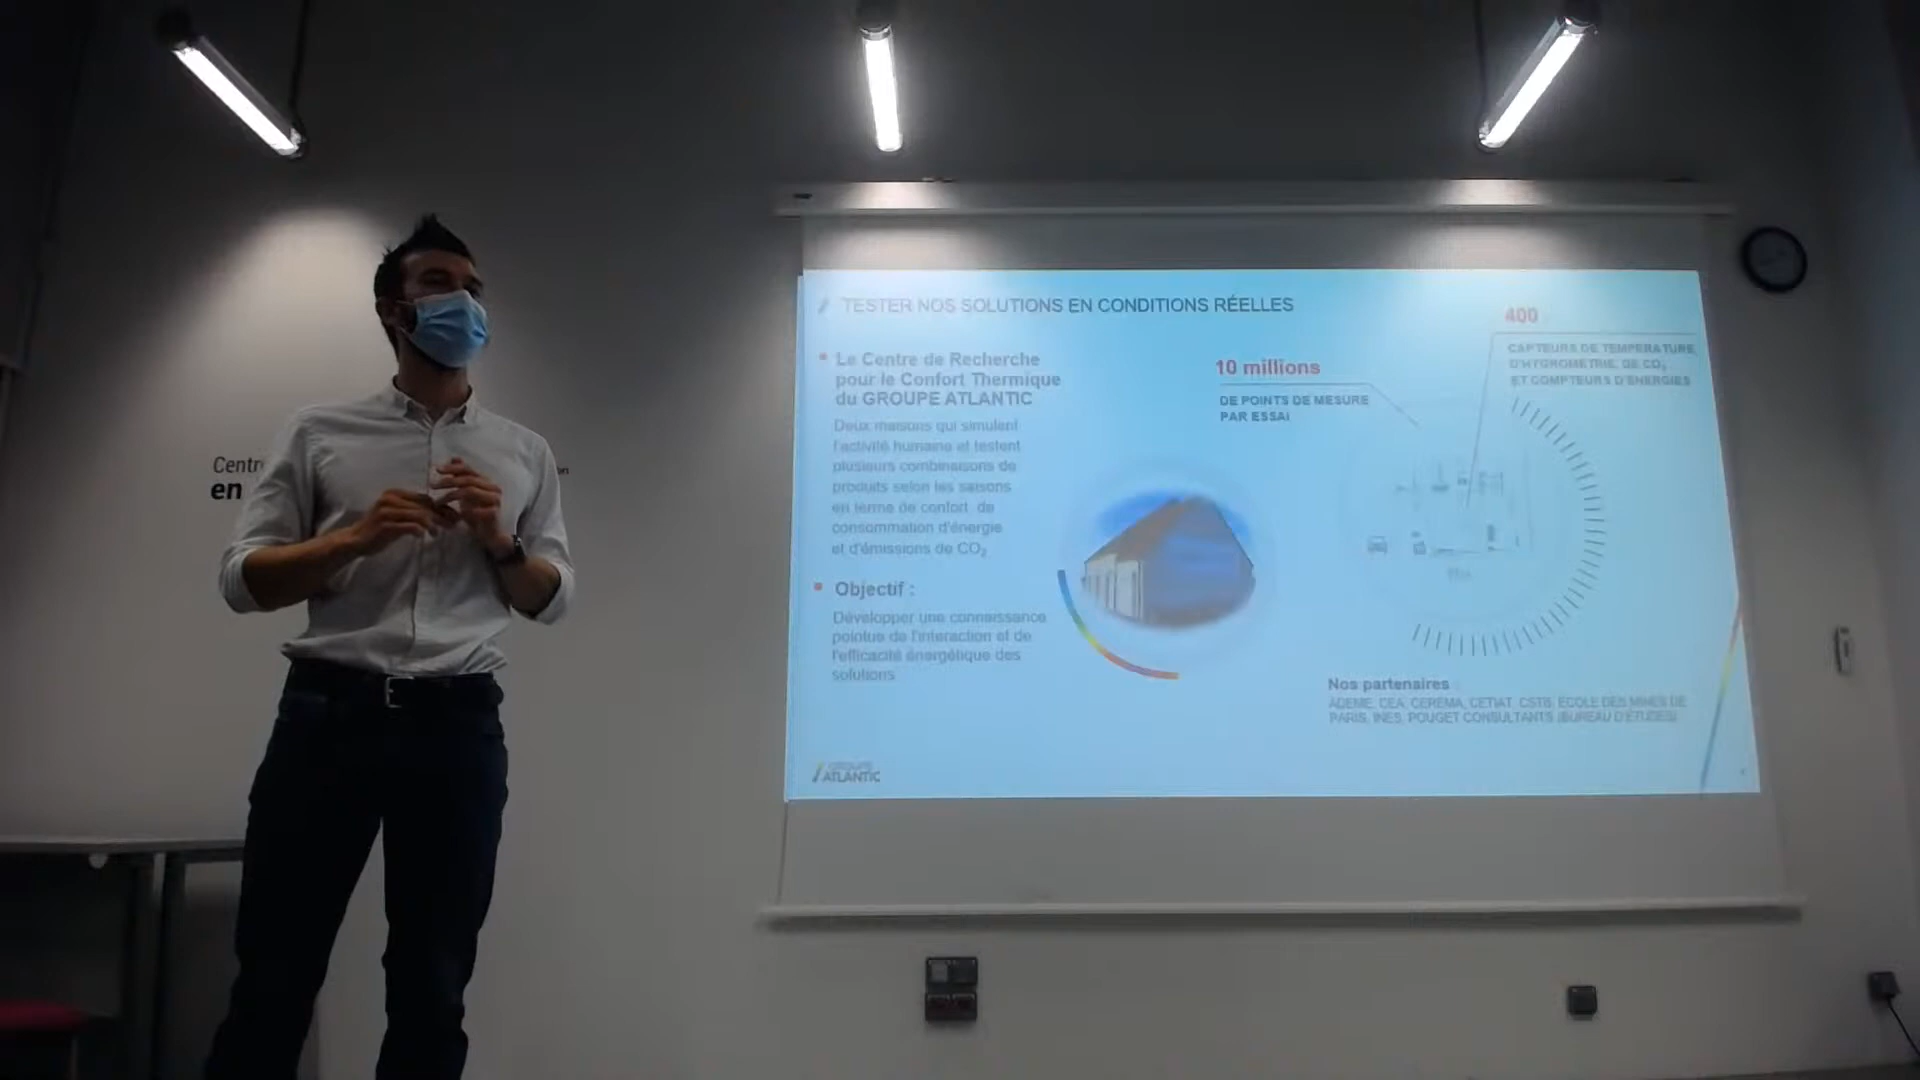 Centr
en
on
TESTER NOS SOLUTIONS EN CONDITIONS RÉELLES
Le Centre de Recherche
pour le Confort Thermique
du GROUPE ATLANTIC
Deux maisons qui simulent
l'activité humaine et testent
plusieurs combinaisons de
produits selon les saisons
en terme de confort, de
consommation d'énergie
et d'émissions de CO₂
Objectif :
Développer une connaissance
pointue de l'interaction et de
l'efficacité énergétique des
solutions
10 millions
DE POINTS DE MESURE
PAR ESSAI
400
CAPTEURS DE TEMPERATURE,
D'HYGROMETRIE, DE CO₂
ET COMPTEURS D'ENERGIES
Nos partenaires :
ADEME, CEA, CEREMA, CETIAT, CSTB, ECOLE DES MINES DE
PARIS, INES, POUGET CONSULTANTS (BUREAU D'ÉTUDES)
GROUPE
ATLANTIC